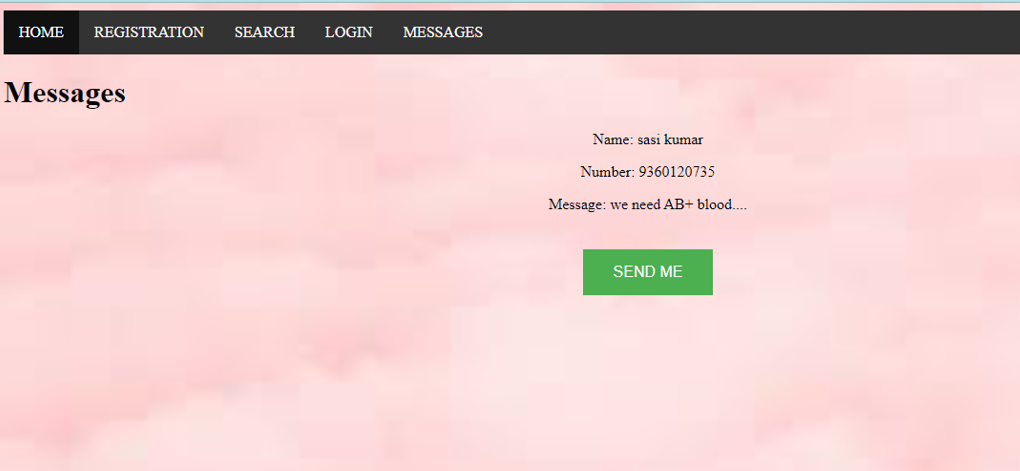 HOME REGISTRATION SEARCH LOGIN MESSAGES
Messages
Name: sasi kumar
Number: 9360120735
Message: we need AB+ blood....
SEND ME